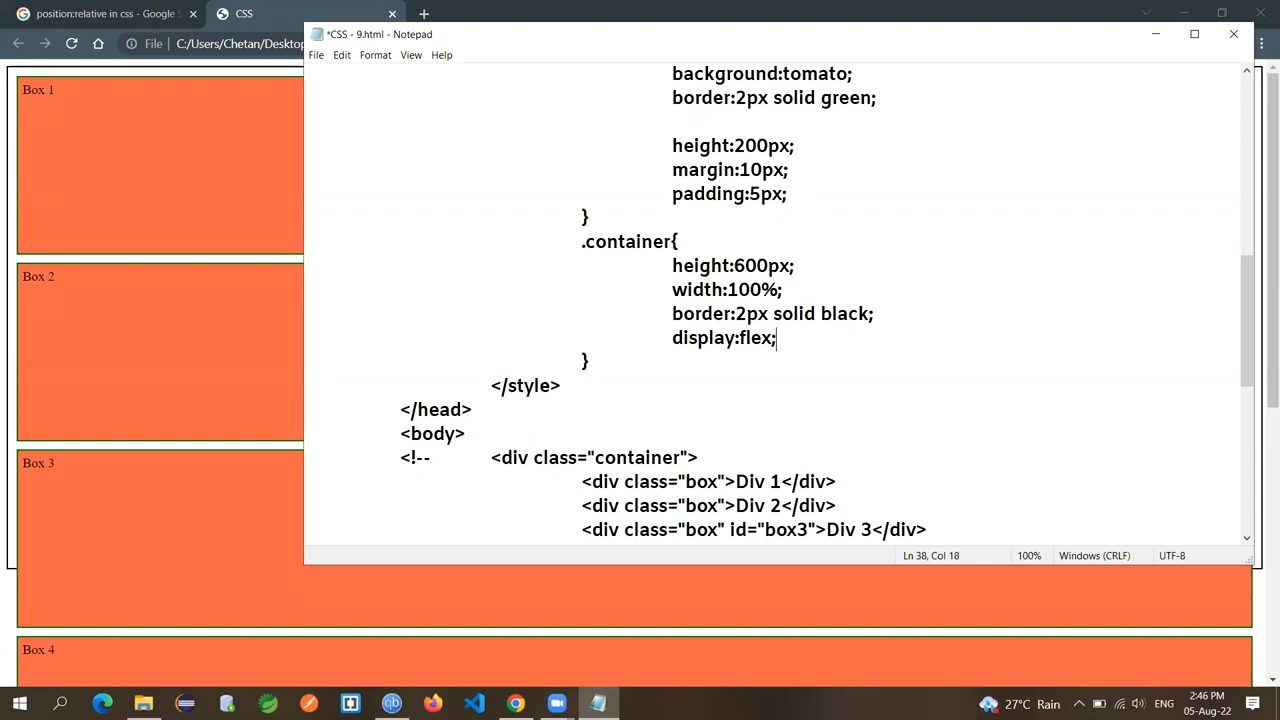 position:relative in css - Google S
CSS
*CSS - 9.html - Notepad
File C:/Users/Chetan/Desktop
File Edit Format View Help
background:tomato;
border:2px solid green;
height:200px;
margin:10px;
padding:5px;
}
.container{
height:600px;
width:100%;
border:2px solid black;
display:flex;
}
</style>
</head>
<body>
<!-- <div class="container">
<div class="box">Div 1</div>
<div class="box">Div 2</div>
<div class="box" id="box3">Div 3</div>
Ln 38, Col 18 100% Windows (CRLF) UTF-8
Box 1
Box 2
Box 3
Box 4
27°C Rain ENG 2:46 PM
05-Aug-22